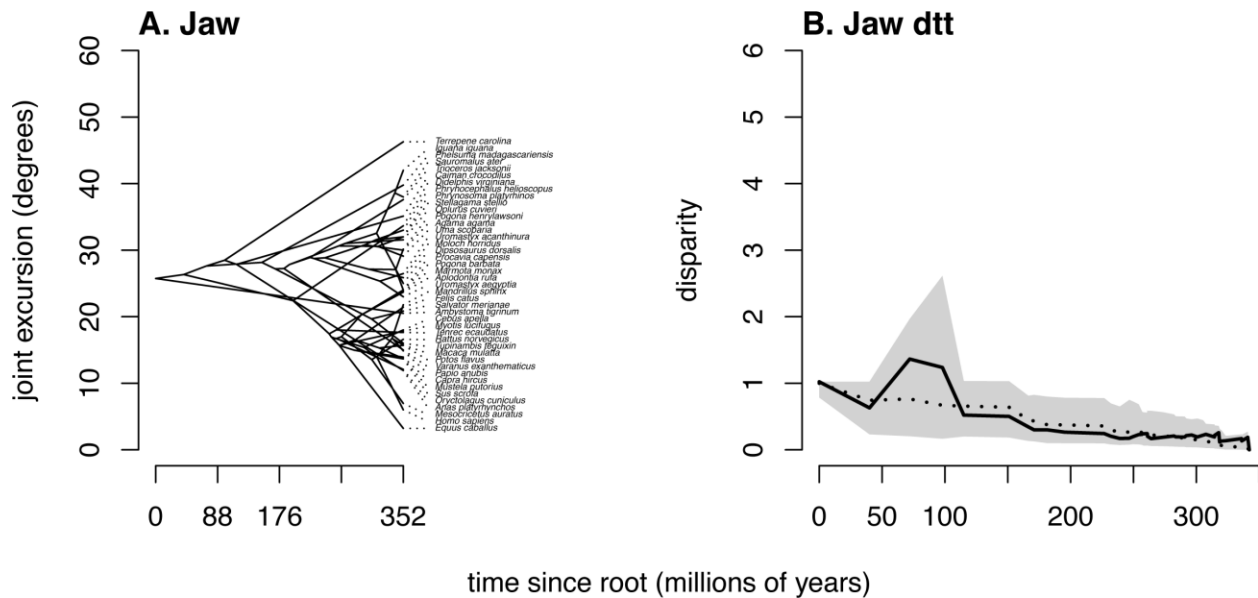 A. Jaw
joint excursion (degrees)
60
50
40
30
20
10
0
0
88
176
352
Terrepene carolina
Iguana iguana
Phelsuma madagascariensis
Sauromalus ater
Trioceros jacksonii
Caiman crocodilus
Didelphis virginiana
Phrynocephalus helioscopus
Phrynosoma platyrhinos
Stellagama stellio
Oplurus cuvieri
Pogona henrylawsoni
Agama agama
Uma scoparia
Uromastyx acanthinura
Moloch horridus
Dipsosaurus dorsalis
Procavia capensis
Pogona barbata
Marmota monax
Aplodontia rufa
Uromastyx aegyptia
Mandrillus sphinx
Felis catus
Salvator merianae
Ambystoma tigrinum
Cebus apella
Myotis lucifugus
Tenrec ecaudatus
Rattus norvegicus
Tupinambis teguixin
Macaca mulatta
Potos flavus
Varanus exanthematicus
Papio anubis
Capra hircus
Mustela putorius
Sus scrofa
Oryctolagus cuniculus
Anas platyrhynchos
Mesocricetus auratus
Homo sapiens
Equus caballus
B. Jaw dtt
disparity
6
5
4
3
2
1
0
0
50
100
200
300
time since root (millions of years)